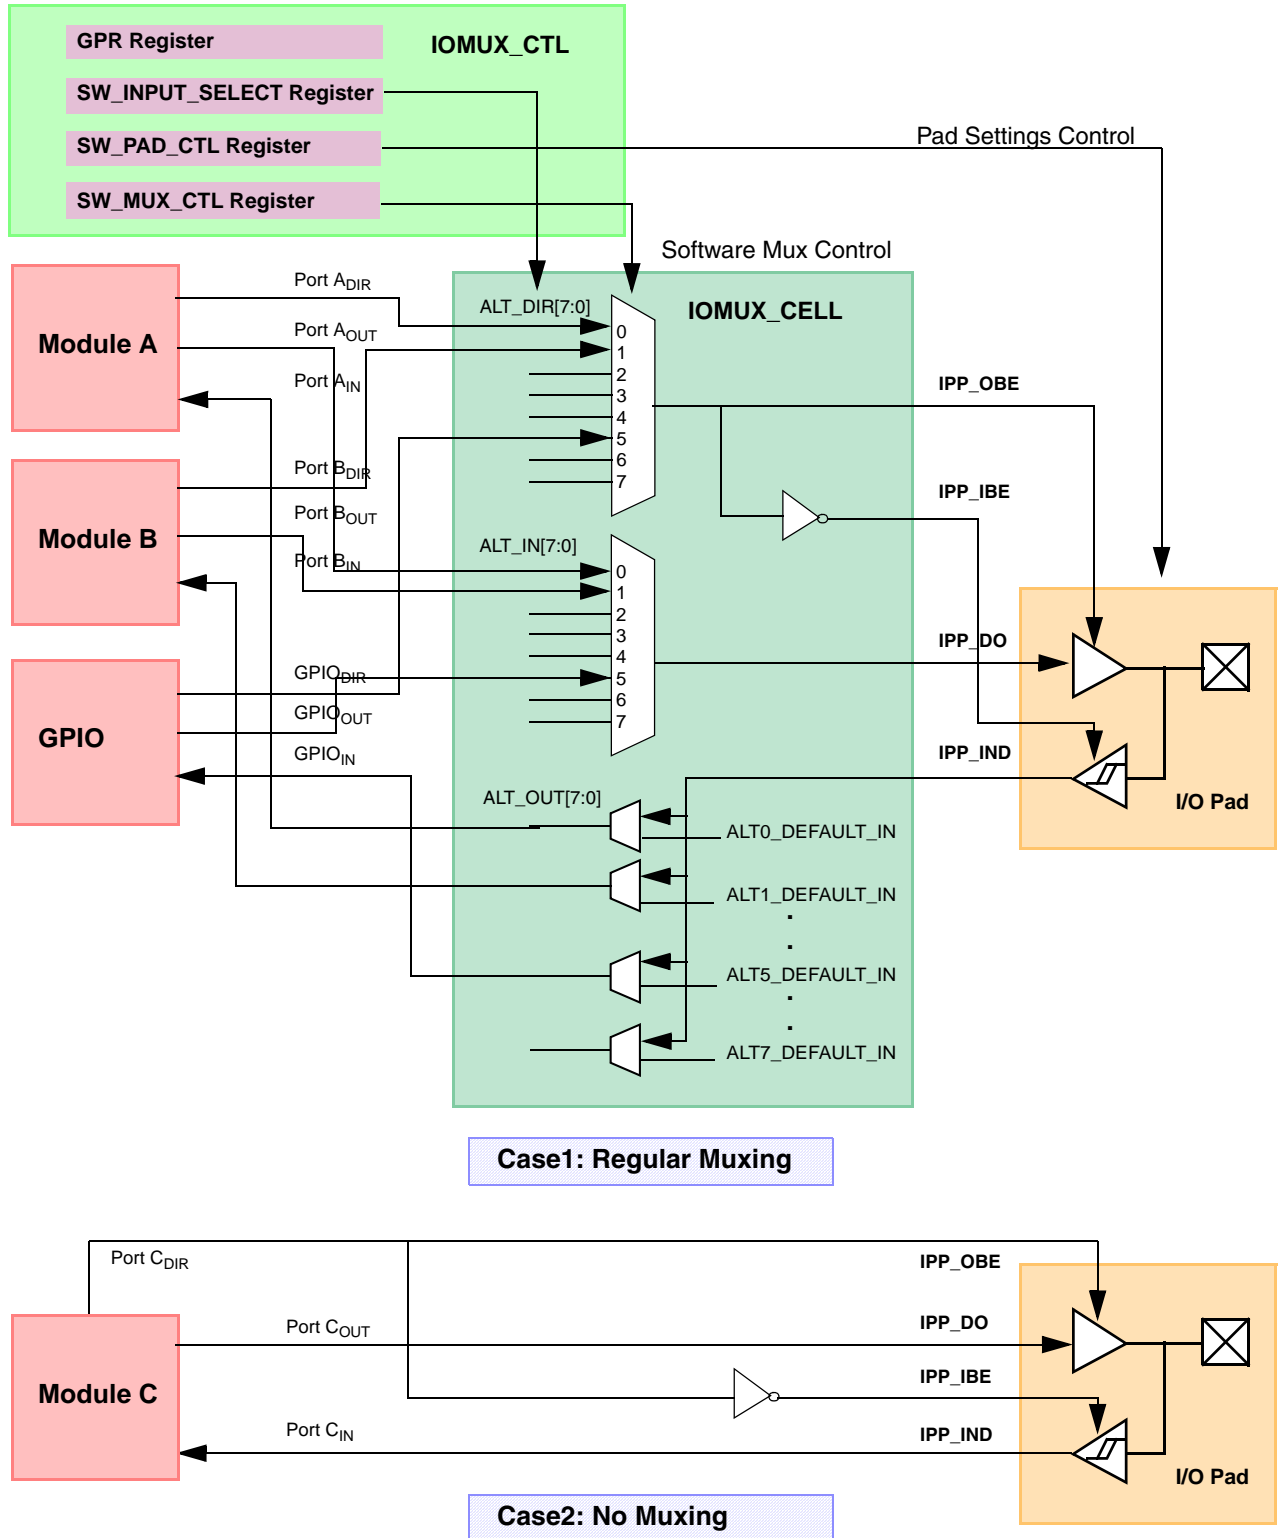 GPR Register
IOMUX_CTL
SW_INPUT_SELECT Register
SW_PAD_CTL Register
Pad Settings Control
SW_MUX_CTL Register
Software Mux Control
Module A
Port ADIR
Port AOUT
Port AIN
ALT_DIR[7:0]
IOMUX_CELL
0
1
2
3
4
5
6
7
IPP_OBE
IPP_IBE
Module B
Port BDIR
Port BOUT
Port BIN
ALT_IN[7:0]
0
1
2
3
4
5
6
7
IPP_DO
GPIO
GPIODIR
GPIOOUT
GPIOIN
IPP_IND
I/O Pad
ALT_OUT[7:0]
ALT0_DEFAULT_IN
ALT1_DEFAULT_IN
.
.
ALT5_DEFAULT_IN
.
.
ALT7_DEFAULT_IN
Case1: Regular Muxing
Port CDIR
IPP_OBE
Port COUT
IPP_DO
Module C
IPP_IBE
Port CIN
IPP_IND
I/O Pad
Case2: No Muxing